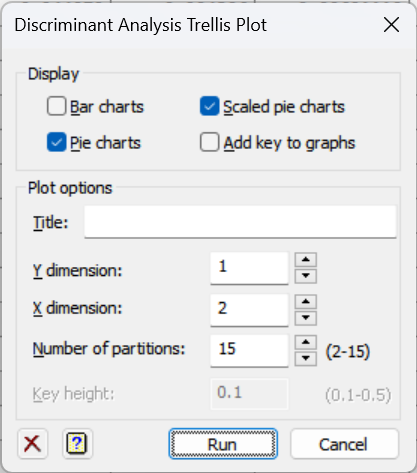 Discriminant Analysis Trellis Plot
Display
Bar charts
Scaled pie charts
Pie charts
Add key to graphs
Plot options
Title:
Y dimension: 1
X dimension: 2
Number of partitions: 15 (2-15)
Key height: 0.1 (0.1-0.5)
Run Cancel